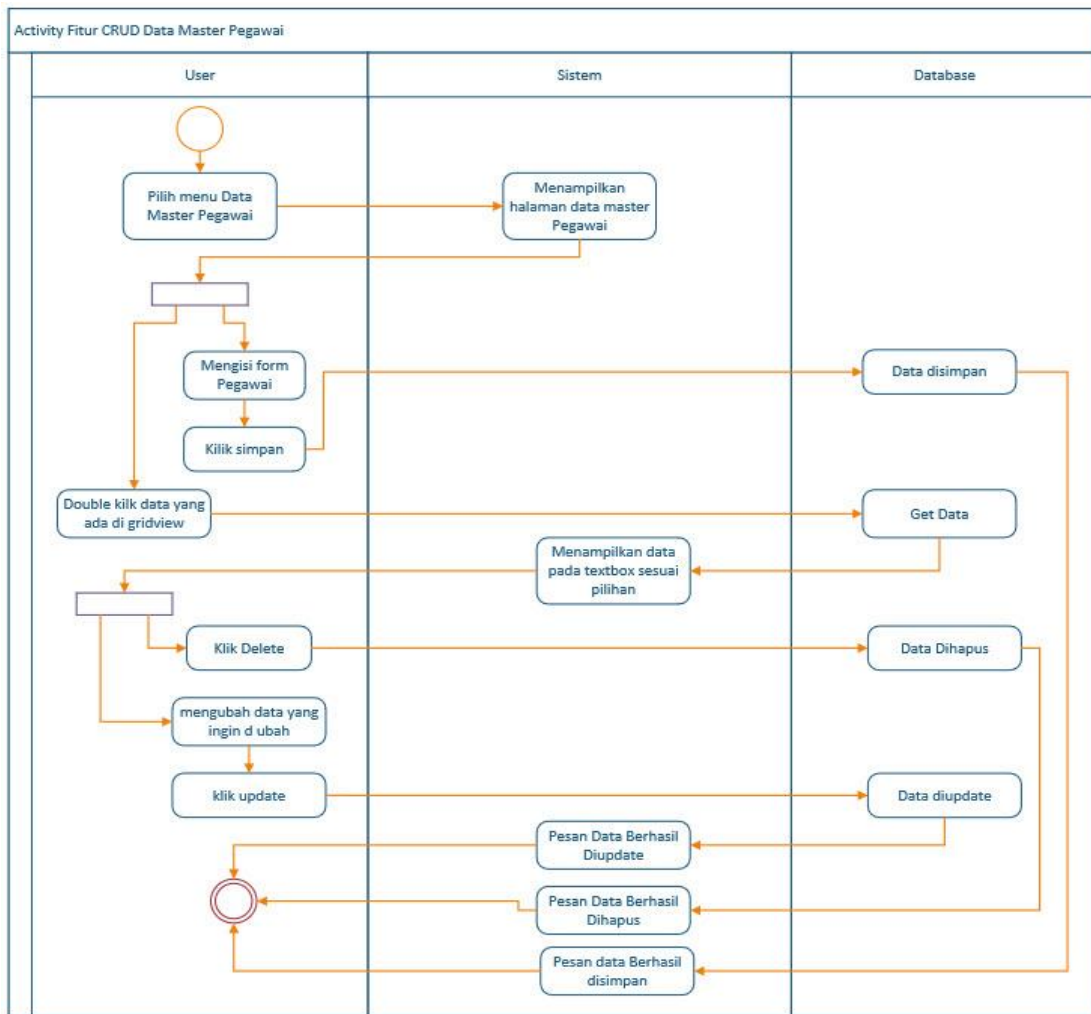 Activity Fitur CRUD Data Master Pegawai
User
Sistem
Database
Pilih menu Data
Master Pegawai
Menampilkan
halaman data master
Pegawai
Mengisi form
Pegawai
Data disimpan
Kilik simpan
Double kilk data yang
ada di gridview
Get Data
Menampilkan data
pada textbox sesuai
pilihan
Klik Delete
Data Dihapus
mengubah data yang
ingin d ubah
klik update
Data diupdate
Pesan Data Berhasil
Diupdate
Pesan Data Berhasil
Dihapus
Pesan data Berhasil
disimpan